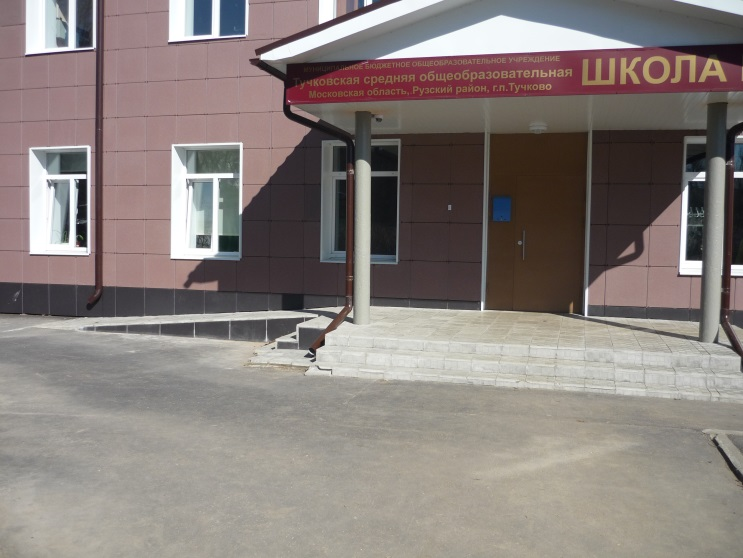 МУНИЦИПАЛЬНОЕ БЮДЖЕТНОЕ ОБЩЕОБРАЗОВАТЕЛЬНОЕ УЧРЕЖДЕНИЕ
Тучковская средняя общеобразовательная ШКОЛА
Московская область, Рузский район, г.п.Тучково